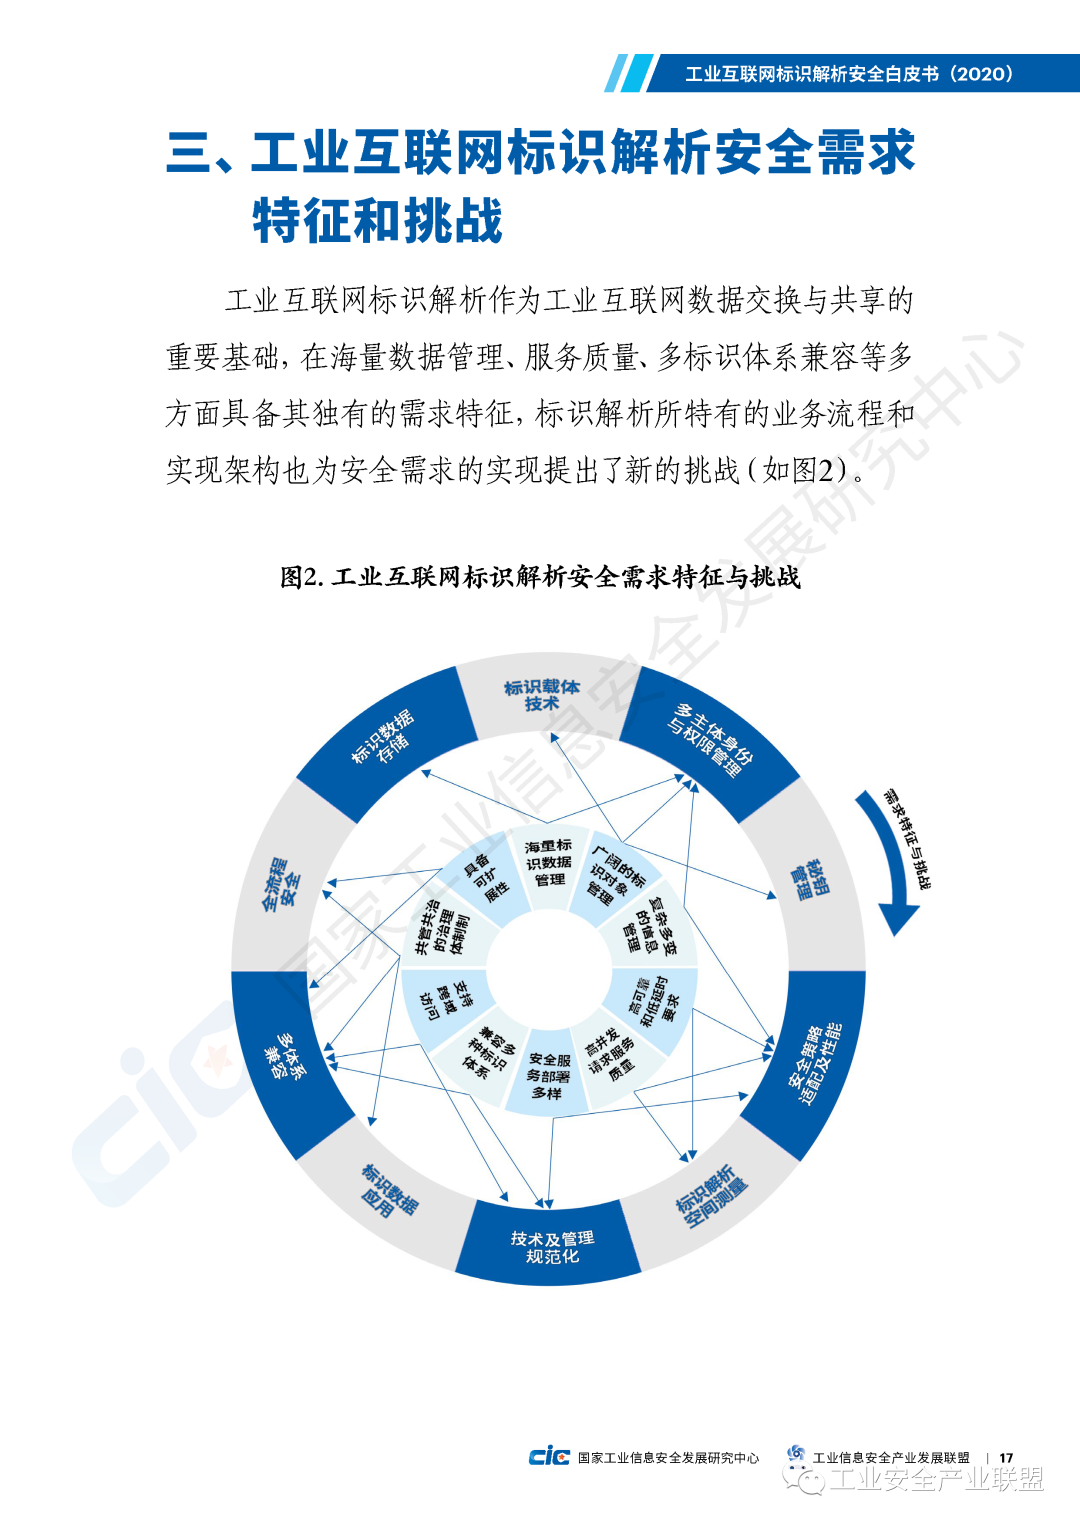 工业互联网标识解析安全白皮书（2020）
三、工业互联网标识解析安全需求
特征和挑战
工业互联网标识解析作为工业互联网数据交换与共享的
重要基础，在海量数据管理、服务质量、多标识体系兼容等多
方面具备其独有的需求特征，标识解析所特有的业务流程和
实现架构也为安全需求的实现提出了新的挑战（如图2）。
图2. 工业互联网标识解析安全需求特征与挑战
标识载体
技术
多主体身份
与权限管理
秘钥
管理
安全策略
适配及性能
标识解析
空间测量
技术及管理
规范化
标识数据
应用
多体系
兼容
全流程
安全
标识数据
存储
需求特征与挑战
海量标
识数据
管理
广阔的标
识对象
管理
复杂多变
的信息
管理
高可靠
和低延时
要求
高并发
请求服务
质量
安全服
务部署
多样
兼容多
种标识
体系
支持
跨域
访问
共管共治
的治理
体制制
具备
可扩
展性
国家工业信息安全发展研究中心
cic
cic 国家工业信息安全发展研究中心 工业信息安全产业发展联盟 | 17
工业安全产业联盟